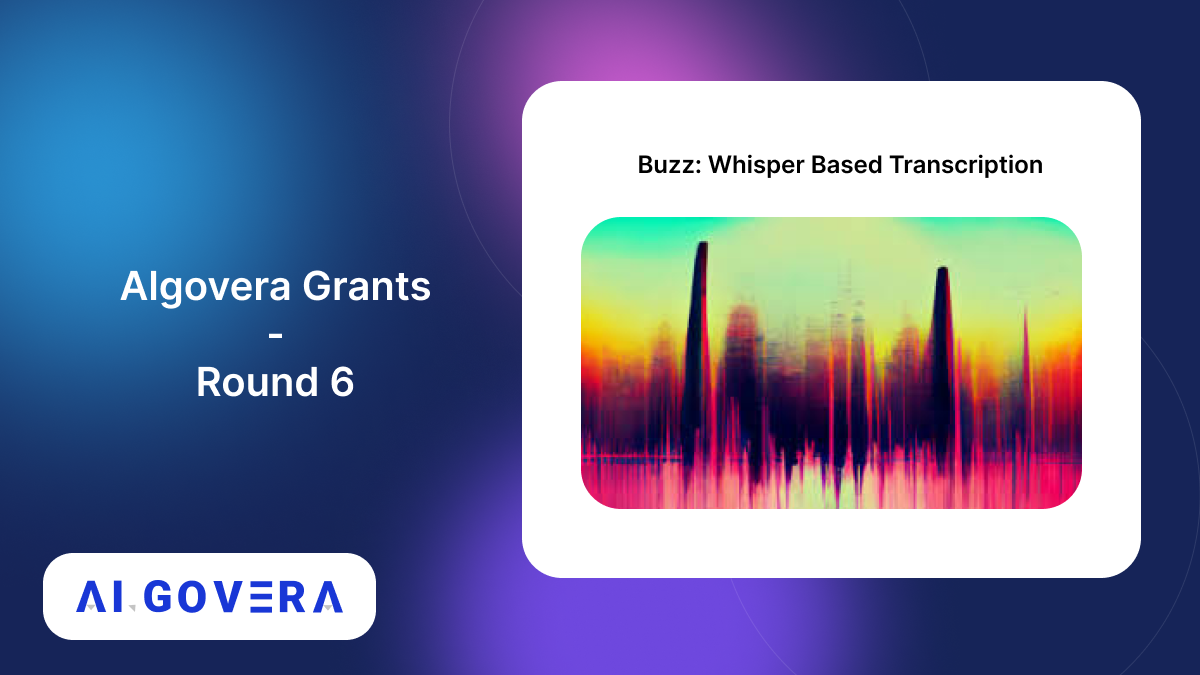 Algovera Grants
-
Round 6
Buzz: Whisper Based Transcription
ALGOVERA